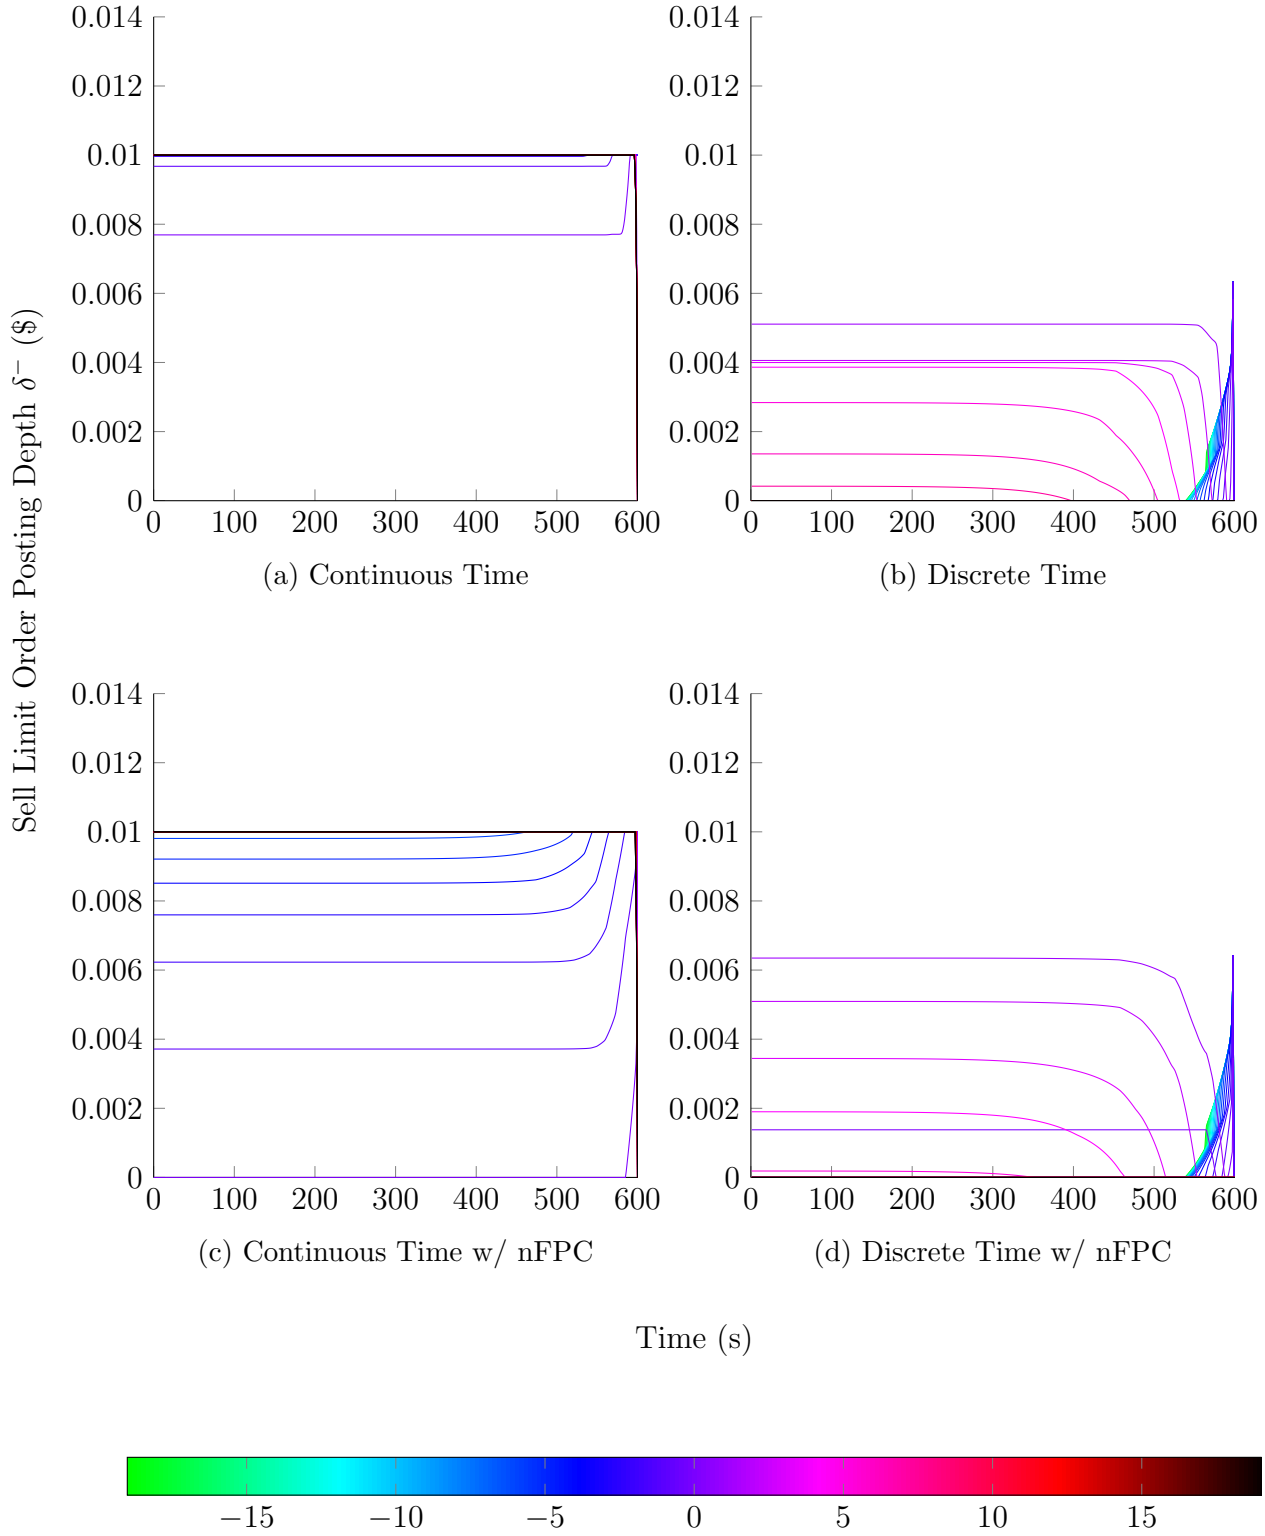 Sell Limit Order Posting Depth δ⁻ ($)
0.014
0.012
0.01
0.008
0.006
0.004
0.002
0
0 100 200 300 400 500 600
(a) Continuous Time
0.014
0.012
0.01
0.008
0.006
0.004
0.002
0
0 100 200 300 400 500 600
(b) Discrete Time
0.014
0.012
0.01
0.008
0.006
0.004
0.002
0
0 100 200 300 400 500 600
(c) Continuous Time w/ nFPC
0.014
0.012
0.01
0.008
0.006
0.004
0.002
0
0 100 200 300 400 500 600
(d) Discrete Time w/ nFPC
Time (s)
−15 −10 −5 0 5 10 15